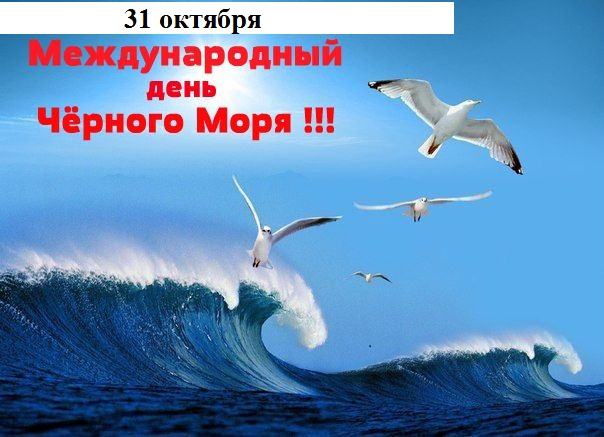 31 октября
Международный
день
Чёрного Моря !!!